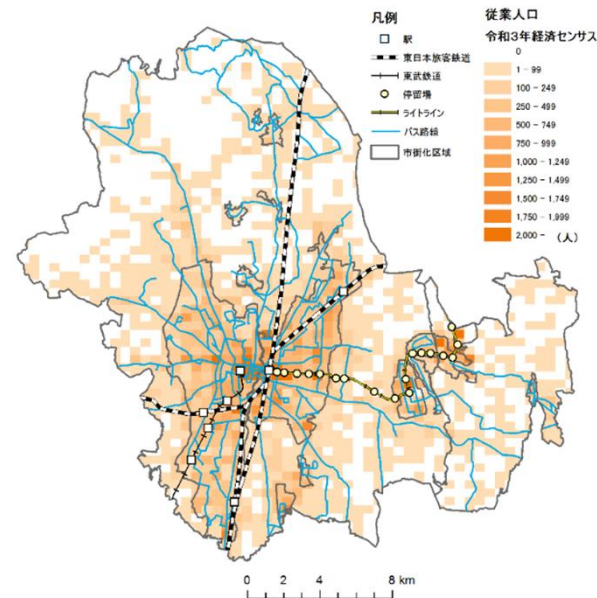 凡例
駅
東日本旅客鉄道
東武鉄道
停留場
ライトライン
バス路線
市街化区域
従業人口
令和3年経済センサス
0
1 - 99
100 - 249
250 - 499
500 - 749
750 - 999
1,000 - 1,249
1,250 - 1,499
1,500 - 1,749
1,750 - 1,999
2,000 - (人)
0 2 4 8 km